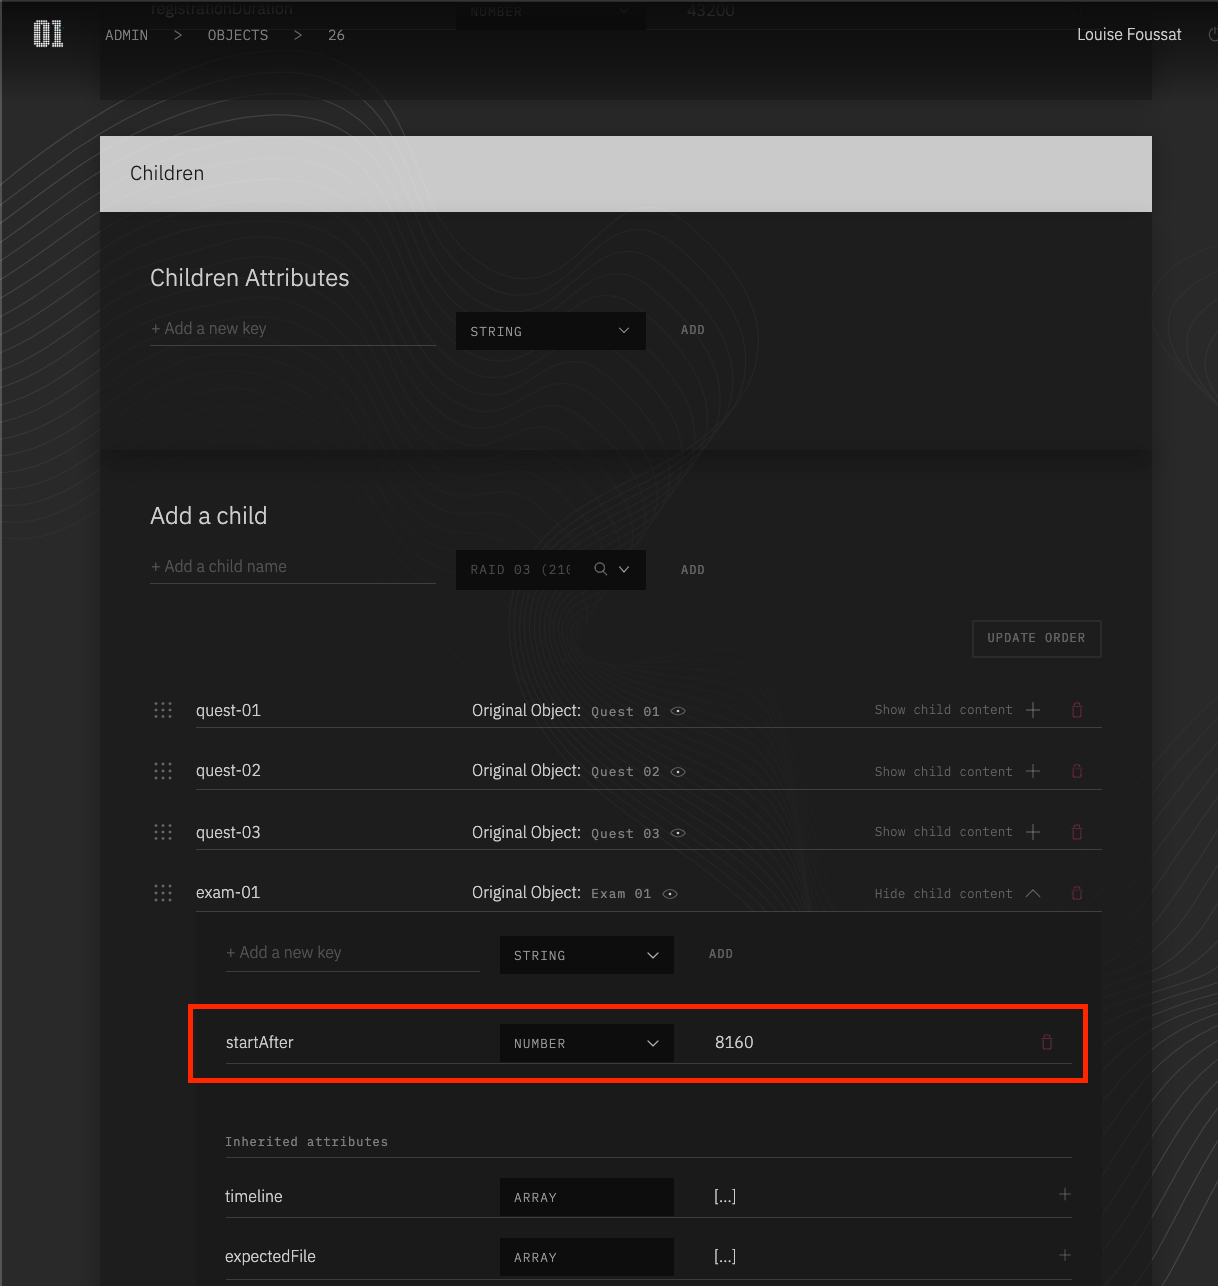 registrationDuration NUMBER 43200
01 ADMIN > OBJECTS > 26 Louise Foussat
Children
Children Attributes
+ Add a new key STRING ADD
Add a child
+ Add a child name RAID 03 (210 ADD
UPDATE ORDER
quest-01 Original Object: Quest 01 Show child content
quest-02 Original Object: Quest 02 Show child content
quest-03 Original Object: Quest 03 Show child content
exam-01 Original Object: Exam 01 Hide child content
+ Add a new key STRING ADD
startAfter NUMBER 8160
Inherited attributes
timeline ARRAY [...]
expectedFile ARRAY [...]